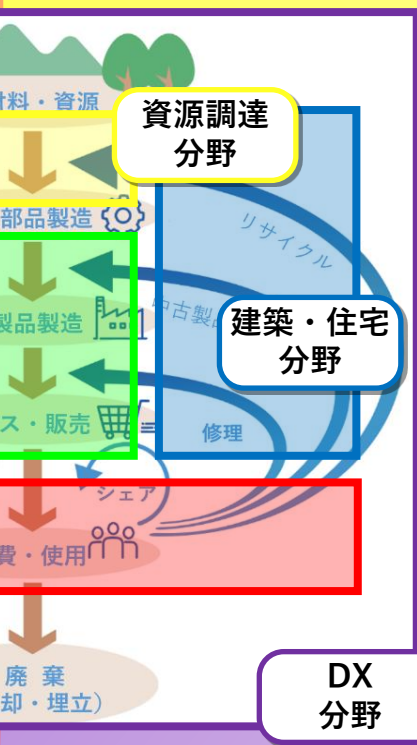 材料・資源
資源調達
分野
部品製造
リサイクル
製品製造
中古製品
建築・住宅
分野
ス・販売
修理
シェア
費・使用
廃棄
却・埋立)
DX
分野